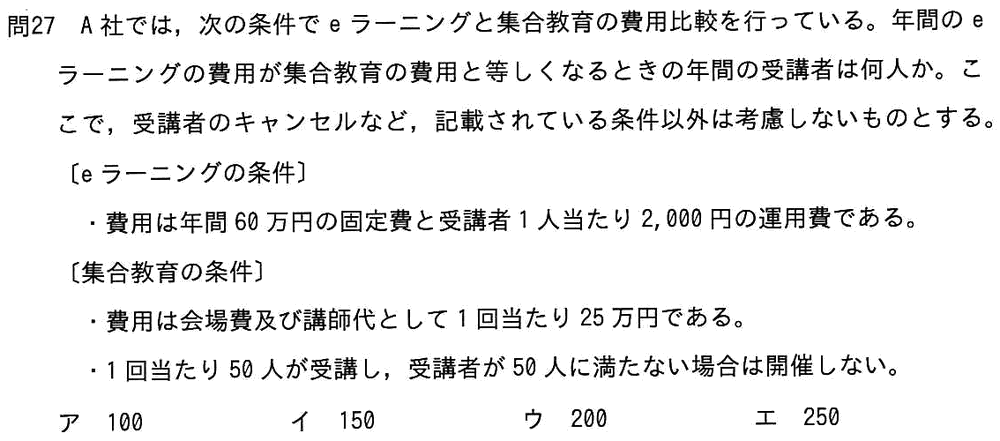 問27 A社では，次の条件でeラーニングと集合教育の費用比較を行っている。年間のe
ラーニングの費用が集合教育の費用と等しくなるときの年間の受講者は何人か。こ
こで，受講者のキャンセルなど，記載されている条件以外は考慮しないものとする。
〔eラーニングの条件〕
・費用は年間60万円の固定費と受講者1人当たり2,000円の運用費である。
〔集合教育の条件〕
・費用は会場費及び講師代として1回当たり25万円である。
・1回当たり50人が受講し，受講者が50人に満たない場合は開催しない。
ア 100 イ 150 ウ 200 エ 250